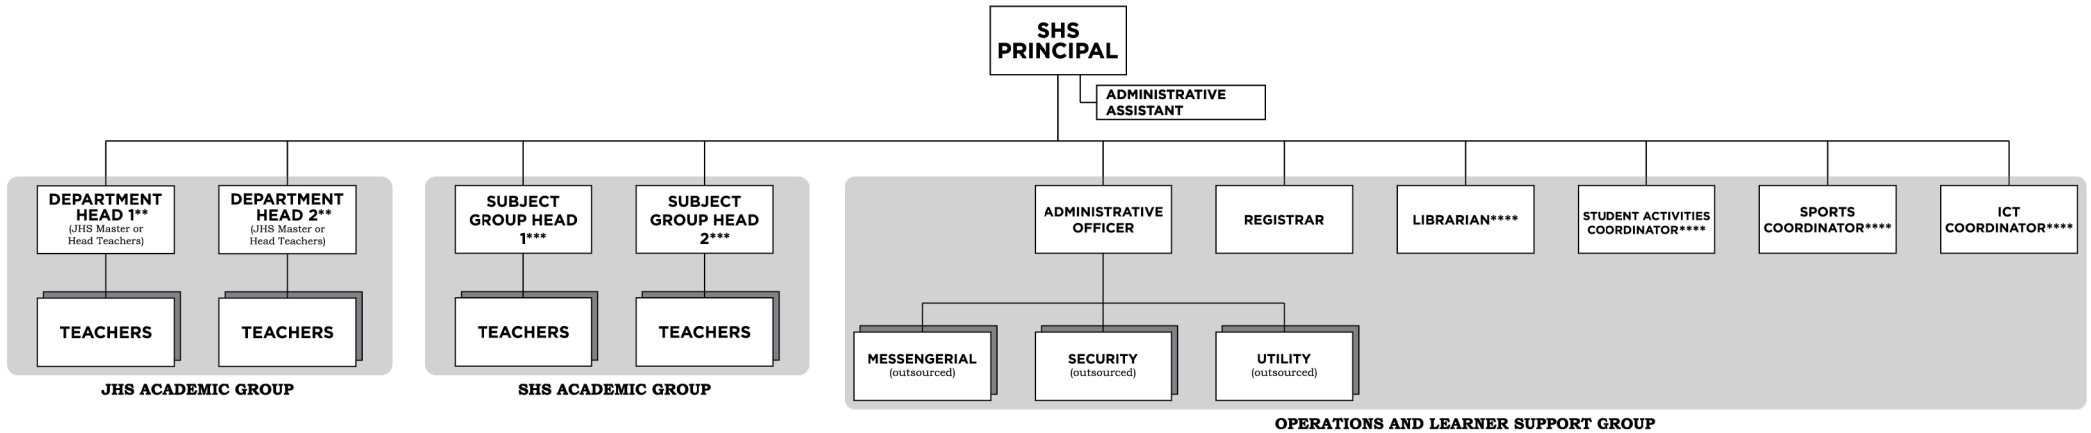 SHS
PRINCIPAL
ADMINISTRATIVE
ASSISTANT
DEPARTMENT
HEAD 1**
(JHS Master or
Head Teachers)
DEPARTMENT
HEAD 2**
(JHS Master or
Head Teachers)
SUBJECT
GROUP HEAD
1***
SUBJECT
GROUP HEAD
2***
ADMINISTRATIVE
OFFICER
REGISTRAR
LIBRARIAN****
STUDENT ACTIVITIES
COORDINATOR****
SPORTS
COORDINATOR****
ICT
COORDINATOR****
TEACHERS
TEACHERS
TEACHERS
TEACHERS
MESSENGERIAL
(outsourced)
SECURITY
(outsourced)
UTILITY
(outsourced)
JHS ACADEMIC GROUP
SHS ACADEMIC GROUP
OPERATIONS AND LEARNER SUPPORT GROUP